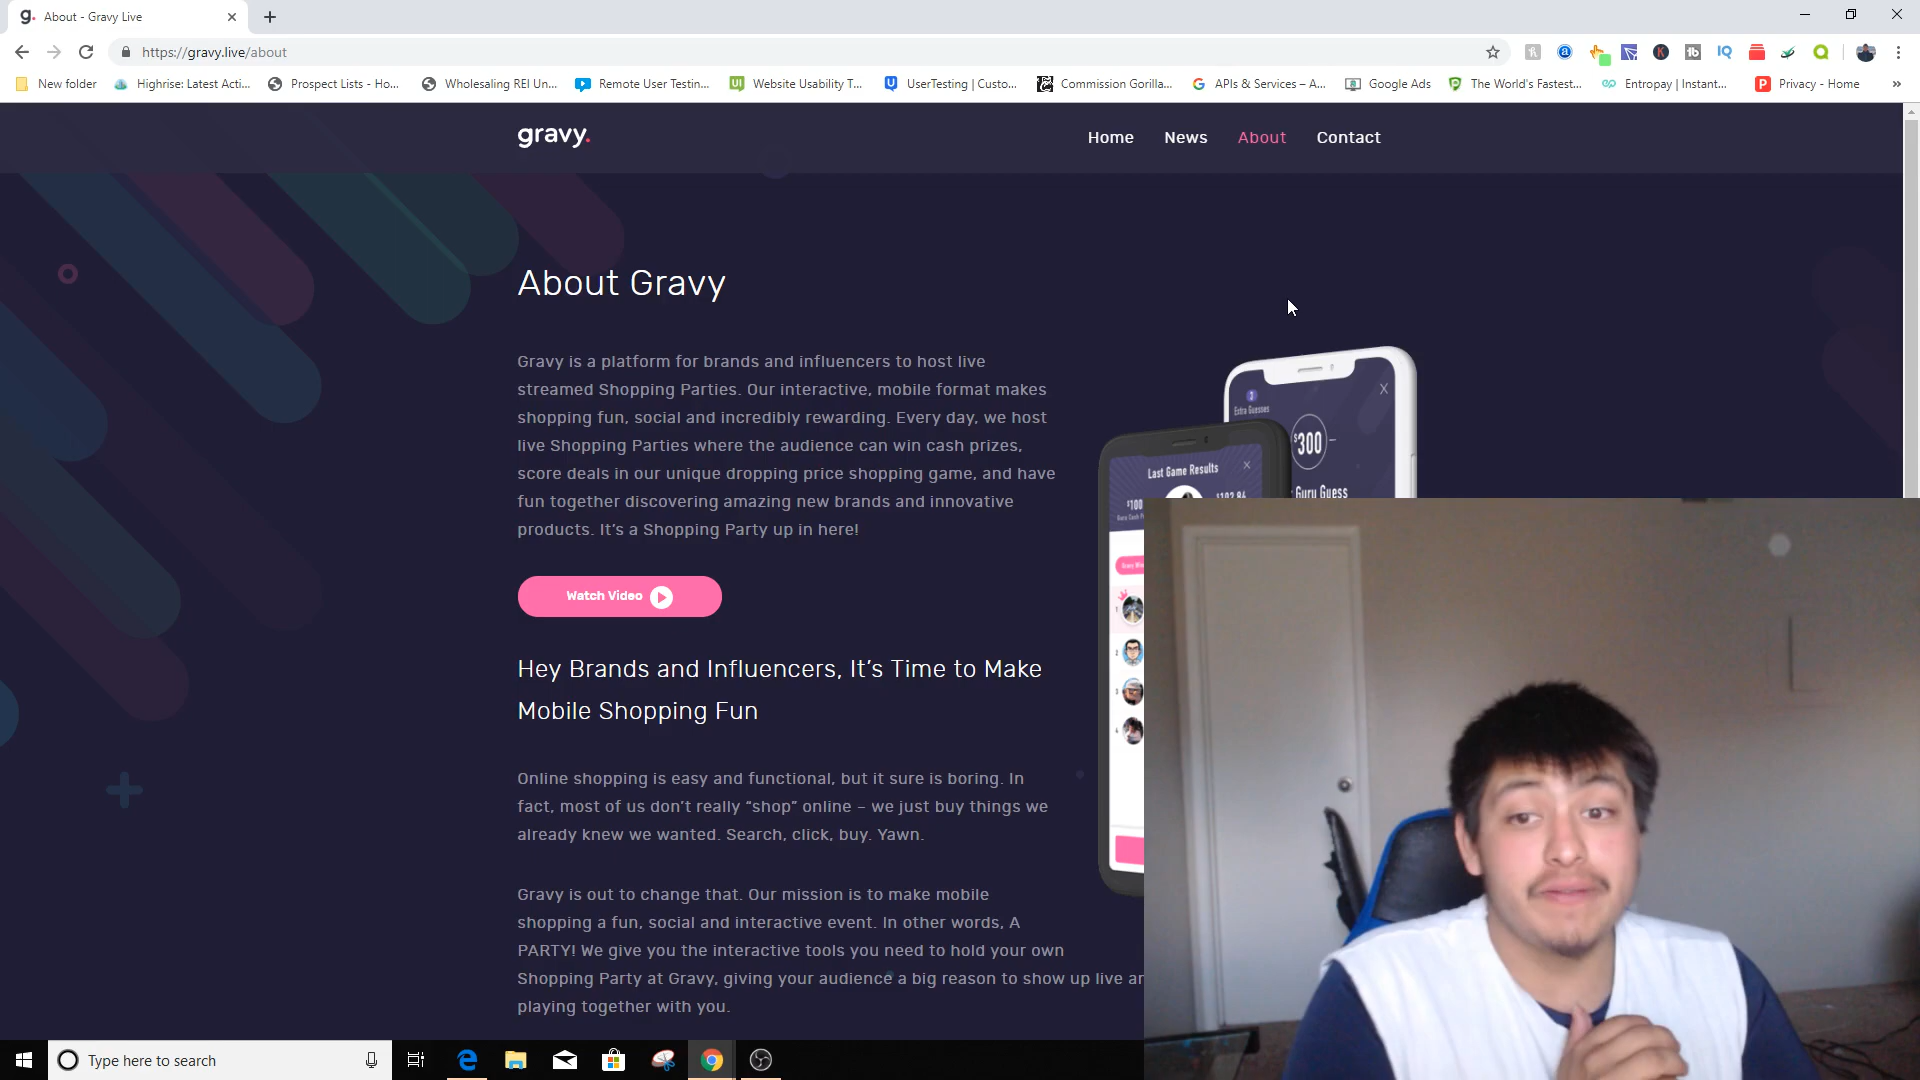 g. About - Gravy Live
https://gravy.live/about
New folder Highrise: Latest Acti... Prospect Lists - Ho... Wholesaling REI Un... Remote User Testin... Website Usability T... UserTesting | Custo... Commission Gorilla... APIs & Services – A... Google Ads The World's Fastest... Entropay | Instant... Privacy - Home »
gravy. Home News About Contact
About Gravy
Gravy is a platform for brands and influencers to host live
streamed Shopping Parties. Our interactive, mobile format makes
shopping fun, social and incredibly rewarding. Every day, we host
live Shopping Parties where the audience can win cash prizes,
score deals in our unique dropping price shopping game, and have
fun together discovering amazing new brands and innovative
products. It's a Shopping Party up in here!
Watch Video
Hey Brands and Influencers, It's Time to Make
Mobile Shopping Fun
Online shopping is easy and functional, but it sure is boring. In
fact, most of us don't really “shop” online – we just buy things we
already knew we wanted. Search, click, buy. Yawn.
Gravy is out to change that. Our mission is to make mobile
shopping a fun, social and interactive event. In other words, A
PARTY! We give you the interactive tools you need to hold your own
Shopping Party at Gravy, giving your audience a big reason to show up live
playing together with you.
Extra Guesses
$300
Guru Guess
Last Game Results
$100
Type here to search